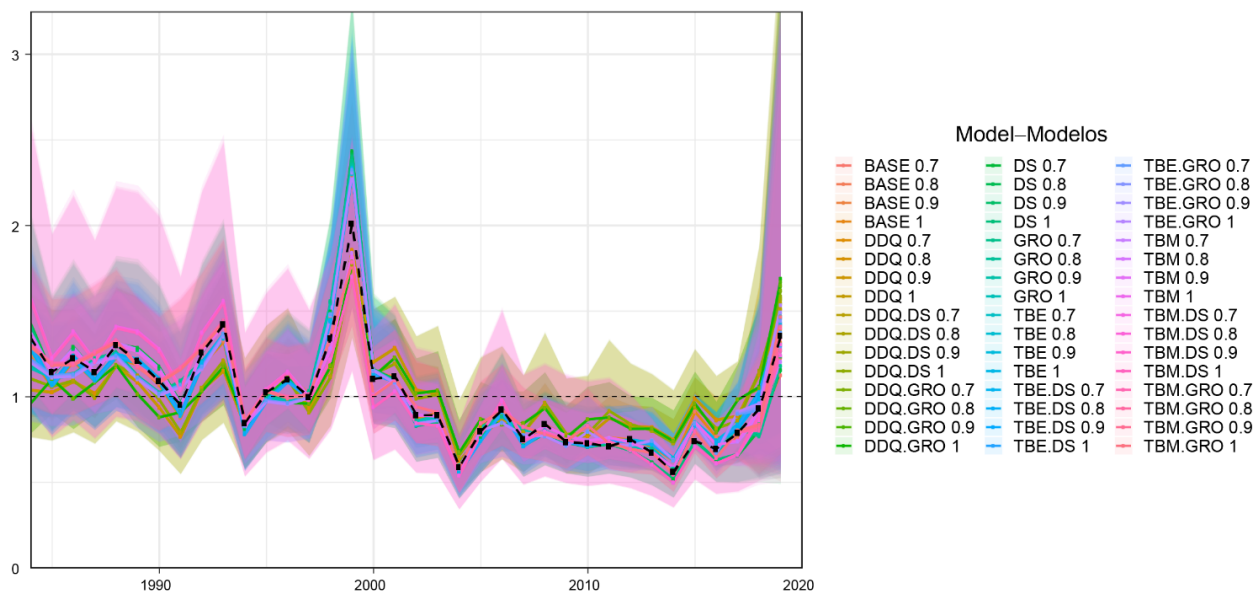 3
2
1
0
1990
2000
2010
2020
Model–Modelos
BASE 0.7
BASE 0.8
BASE 0.9
BASE 1
DDQ 0.7
DDQ 0.8
DDQ 0.9
DDQ 1
DDQ.DS 0.7
DDQ.DS 0.8
DDQ.DS 0.9
DDQ.DS 1
DDQ.GRO 0.7
DDQ.GRO 0.8
DDQ.GRO 0.9
DDQ.GRO 1
DS 0.7
DS 0.8
DS 0.9
DS 1
GRO 0.7
GRO 0.8
GRO 0.9
GRO 1
TBE 0.7
TBE 0.8
TBE 0.9
TBE 1
TBE.DS 0.7
TBE.DS 0.8
TBE.DS 0.9
TBE.DS 1
TBE.GRO 0.7
TBE.GRO 0.8
TBE.GRO 0.9
TBE.GRO 1
TBM 0.7
TBM 0.8
TBM 0.9
TBM 1
TBM.DS 0.7
TBM.DS 0.8
TBM.DS 0.9
TBM.DS 1
TBM.GRO 0.7
TBM.GRO 0.8
TBM.GRO 0.9
TBM.GRO 1